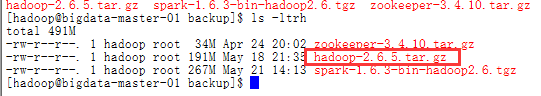 hadoop-2.6.5.tar.gz  spark-1.6.3-bin-hadoop2.6.tgz  zookeeper-3.4.10.tar.gz
[hadoop@bigdata-master-01 backup]$ ls -ltrh
total 491M
-rw-r--r--. 1 hadoop root  34M Apr 24 20:02 zookeeper-3.4.10.tar.gz
-rw-r--r--. 1 hadoop root 191M May 18 21:33 hadoop-2.6.5.tar.gz
-rw-r--r--. 1 hadoop root 267M May 21 14:13 spark-1.6.3-bin-hadoop2.6.tgz
[hadoop@bigdata-master-01 backup]$